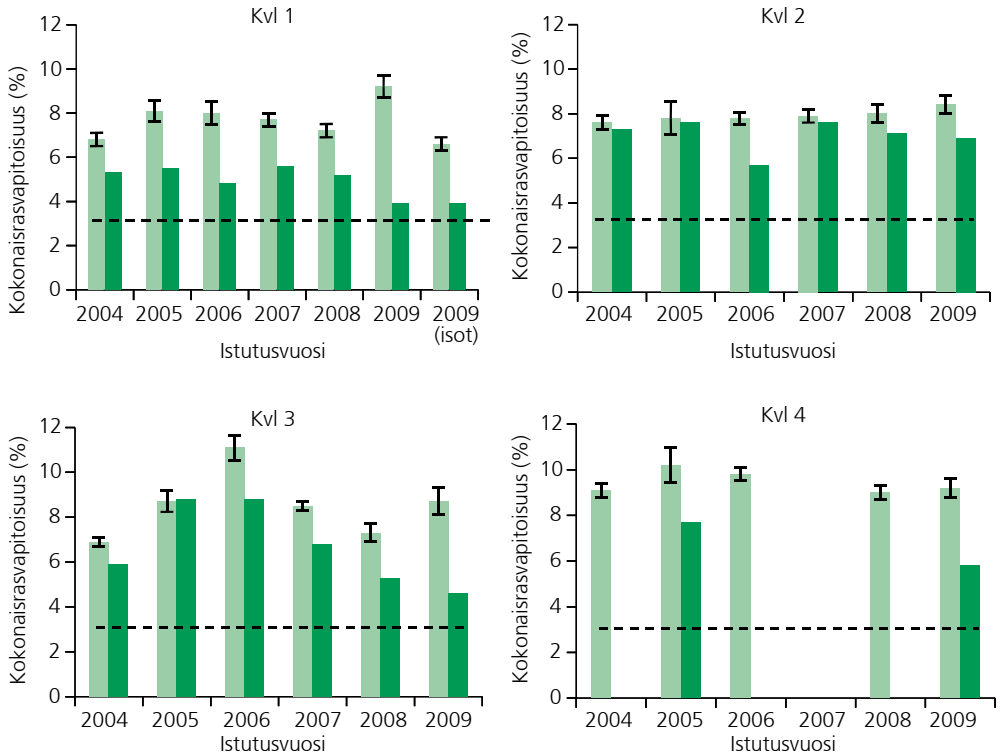 Kvl 1
Kokonaisrasvapitoisuus (%)
12
10
8
6
4
2
0
2004 2005 2006 2007 2008 2009 2009 (isot)
Istutusvuosi
Kvl 2
Kokonaisrasvapitoisuus (%)
12
10
8
6
4
2
0
2004 2005 2006 2007 2008 2009
Istutusvuosi
Kvl 3
Kokonaisrasvapitoisuus (%)
12
10
8
6
4
2
0
2004 2005 2006 2007 2008 2009
Istutusvuosi
Kvl 4
Kokonaisrasvapitoisuus (%)
12
10
8
6
4
2
0
2004 2005 2006 2007 2008 2009
Istutusvuosi